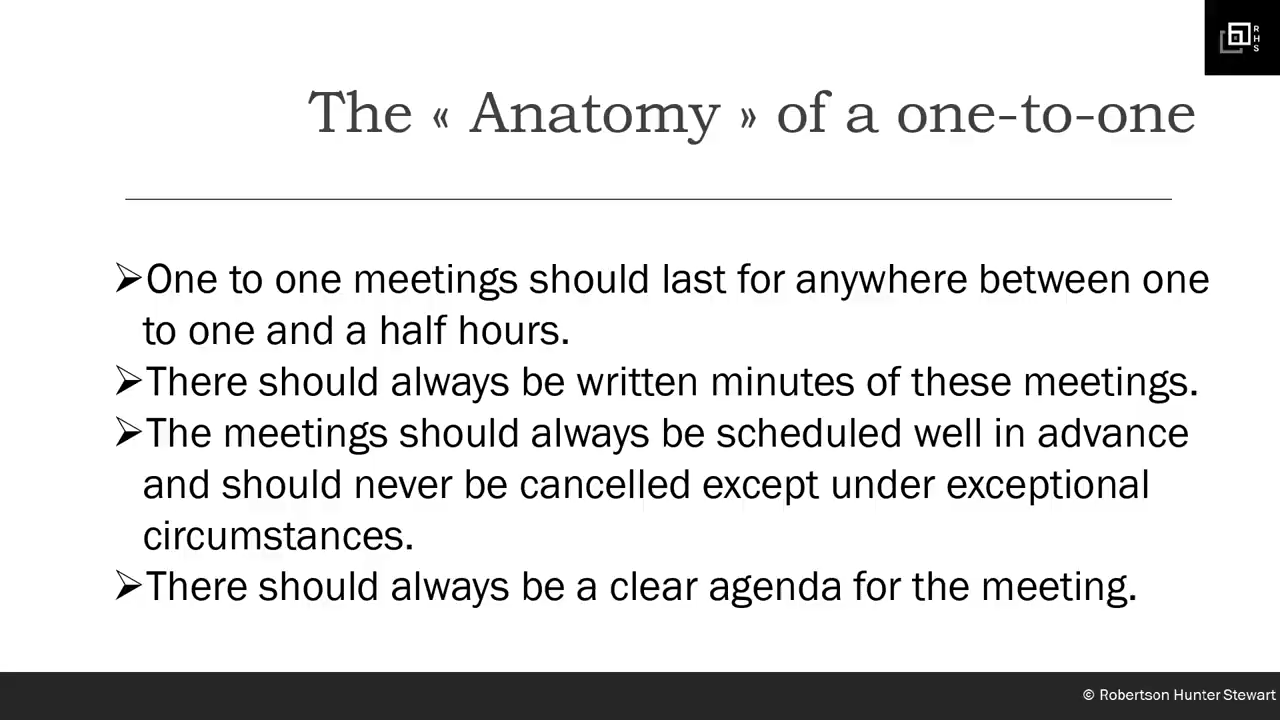 R
H
S
The « Anatomy » of a one-to-one
➢One to one meetings should last for anywhere between one
to one and a half hours.
➢There should always be written minutes of these meetings.
➢The meetings should always be scheduled well in advance
and should never be cancelled except under exceptional
circumstances.
➢There should always be a clear agenda for the meeting.
© Robertson Hunter Stewart